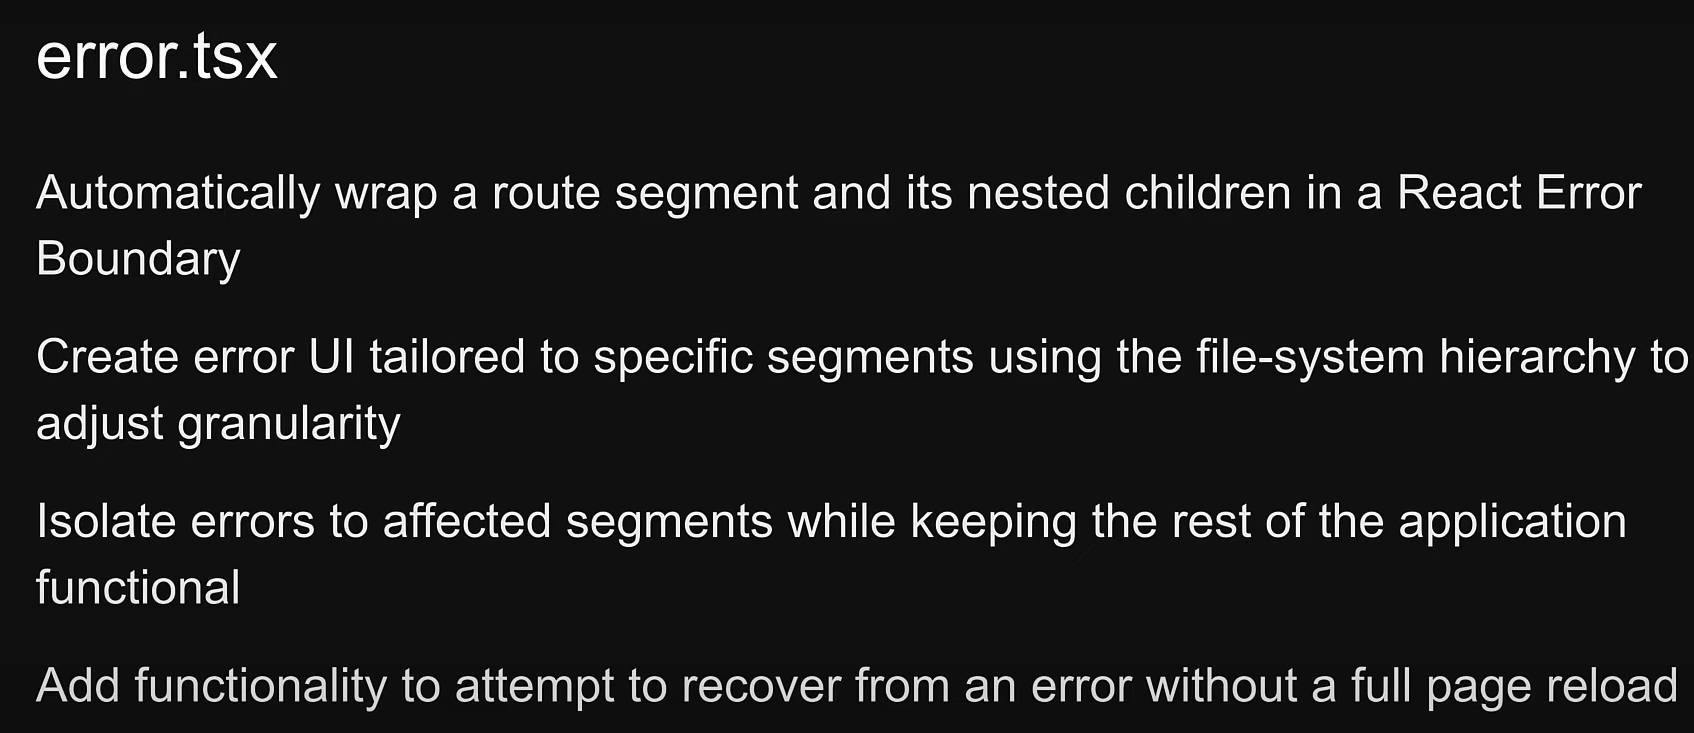 error.tsx
Automatically wrap a route segment and its nested children in a React Error
Boundary
Create error UI tailored to specific segments using the file-system hierarchy to
adjust granularity
Isolate errors to affected segments while keeping the rest of the application
functional
Add functionality to attempt to recover from an error without a full page reload